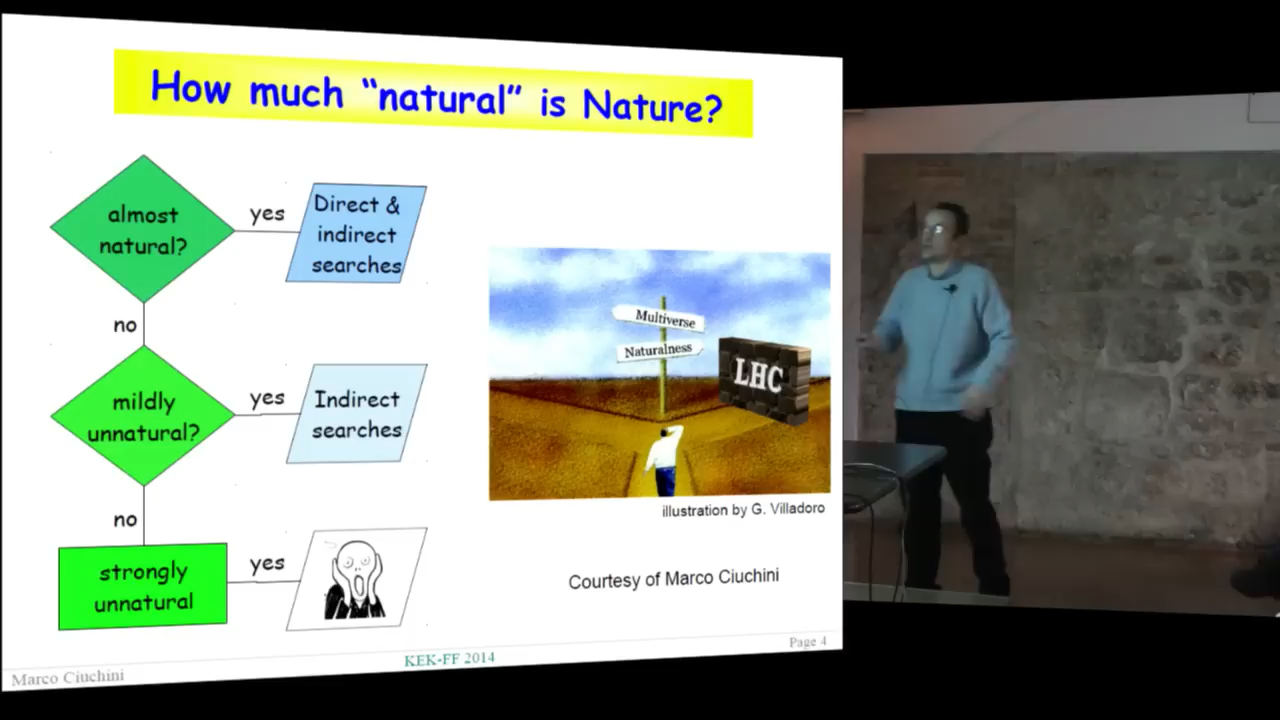 How much “natural” is Nature?
almost
natural?
yes
Direct &
indirect
searches
no
mildly
unnatural?
yes
Indirect
searches
no
strongly
unnatural
yes
Multiverse
Naturalness
LHC
illustration by G. Villadoro
Courtesy of Marco Ciuchini
Marco Ciuchini
KEK-FF 2014
Page 4